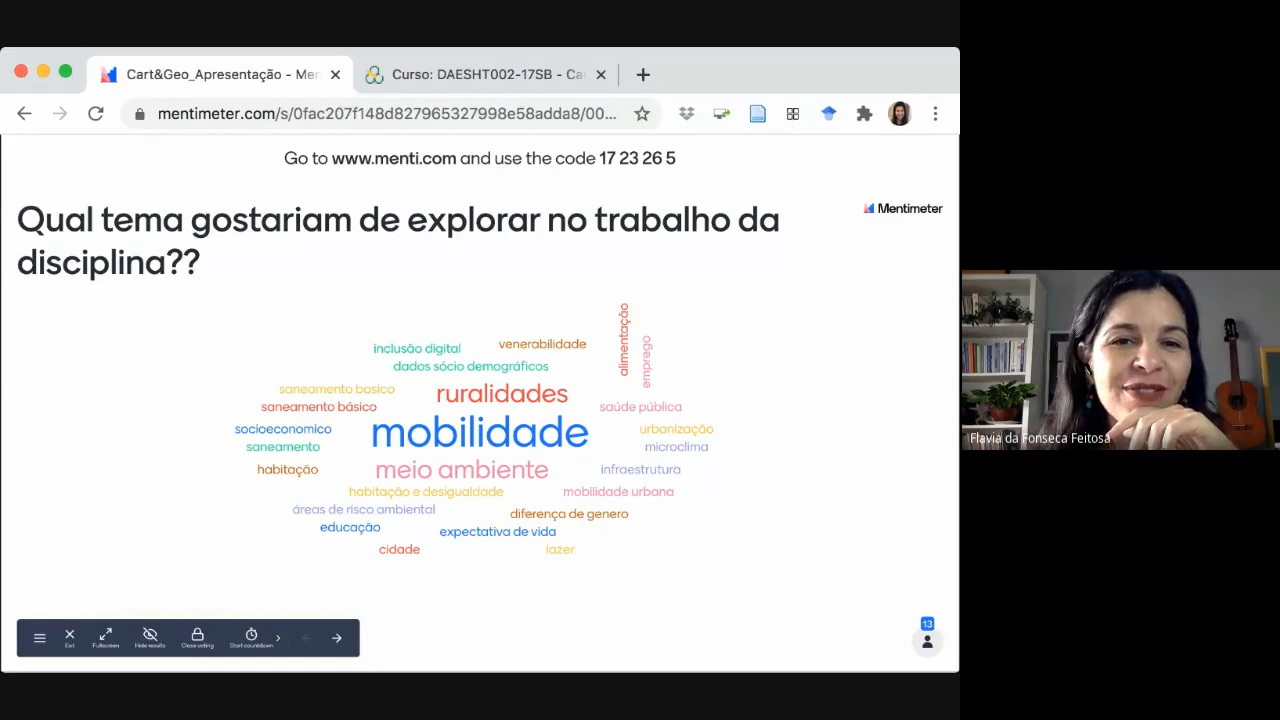 Cart&Geo_Apresentação - Me
Curso: DAESHT002-17SB - Ca
mentimeter.com/s/0fac207f148d827965327998e58adda8/00...
Go to www.menti.com and use the code 17 23 26 5
Qual tema gostariam de explorar no trabalho da
disciplina??
Mentimeter
alimentação
emprego
inclusão digital
venerabilidade
dados sócio demográficos
saneamento basico
ruralidades
saneamento básico
saúde pública
socioeconomico
mobilidade
urbanização
saneamento
microclima
habitação
meio ambiente
infraestrutura
habitação e desigualdade
mobilidade urbana
áreas de risco ambiental
diferença de genero
educação
expectativa de vida
cidade
lazer
Exit
Fullscreen
Hide results
Close voting
Start countdown
13
Flavia da Fonseca Feitosa